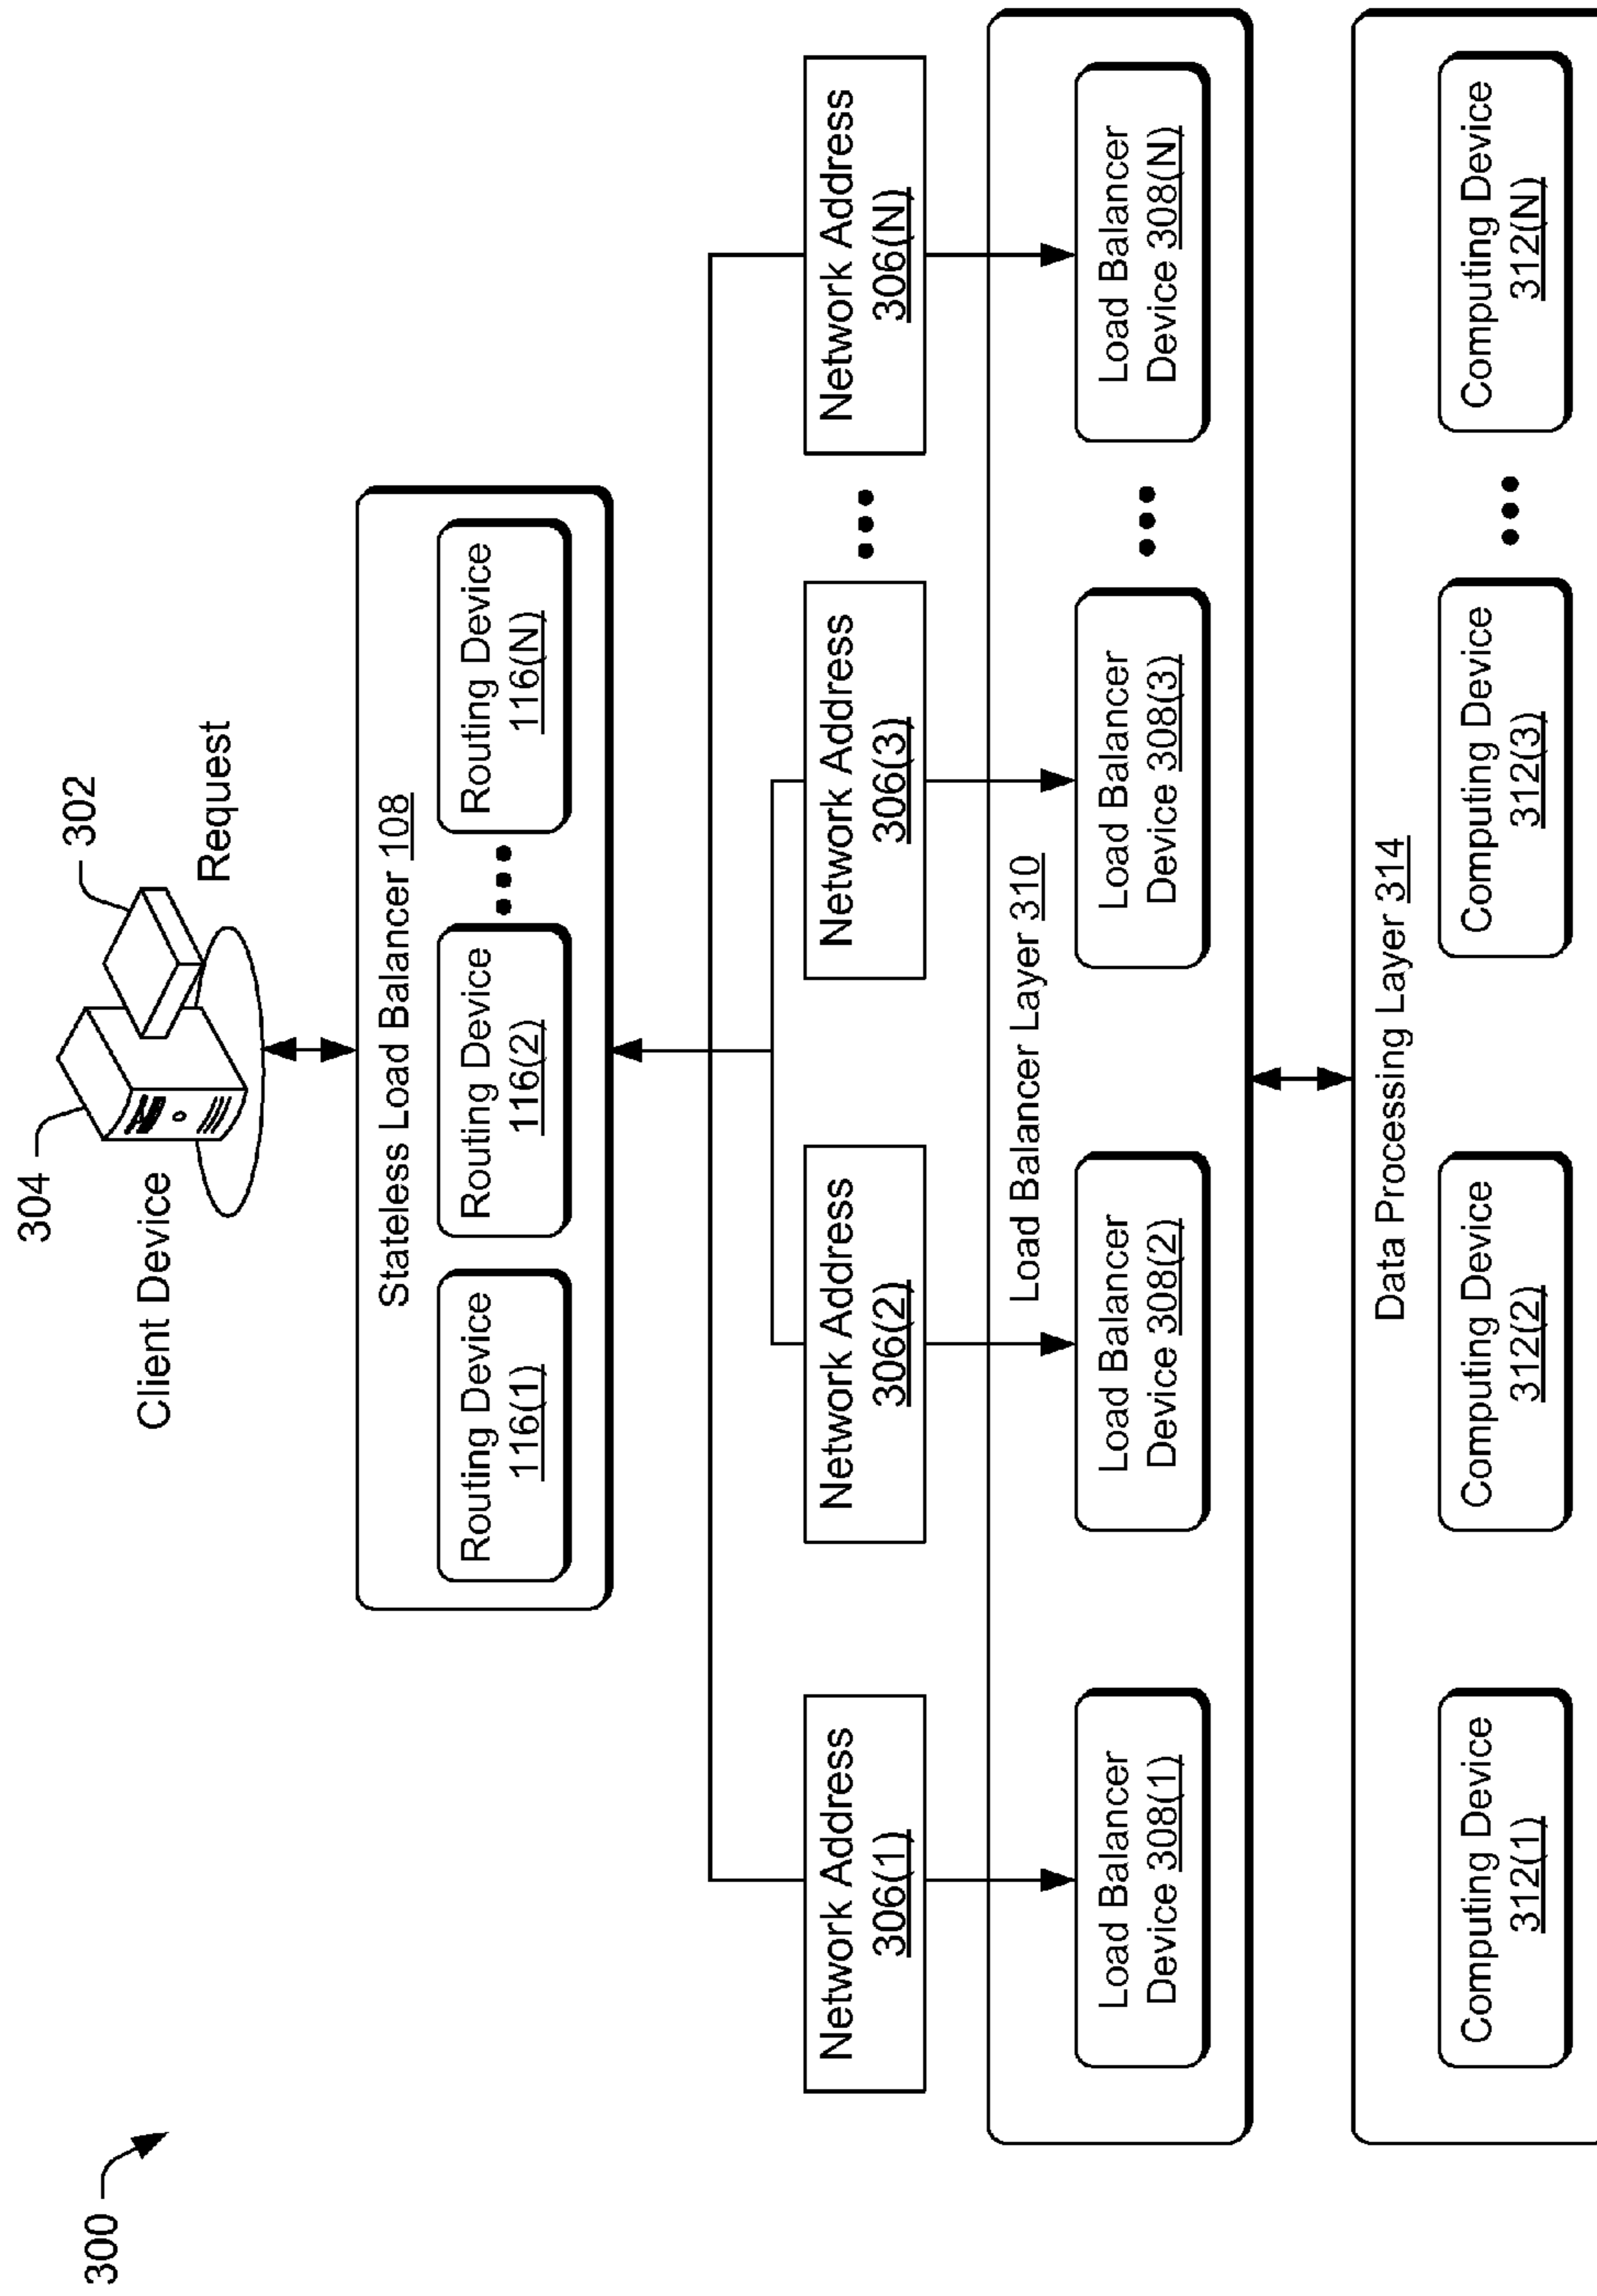 300
304
302
Client Device
Request
Stateless Load Balancer 108
Routing Device
116(1)
Routing Device
116(2)
•••
Routing Device
116(N)
Network Address
306(1)
Network Address
306(2)
Network Address
306(3)
•••
Network Address
306(N)
Load Balancer Layer 310
Load Balancer
Device 308(1)
Load Balancer
Device 308(2)
Load Balancer
Device 308(3)
•••
Load Balancer
Device 308(N)
Data Processing Layer 314
Computing Device
312(1)
Computing Device
312(2)
Computing Device
312(3)
•••
Computing Device
312(N)